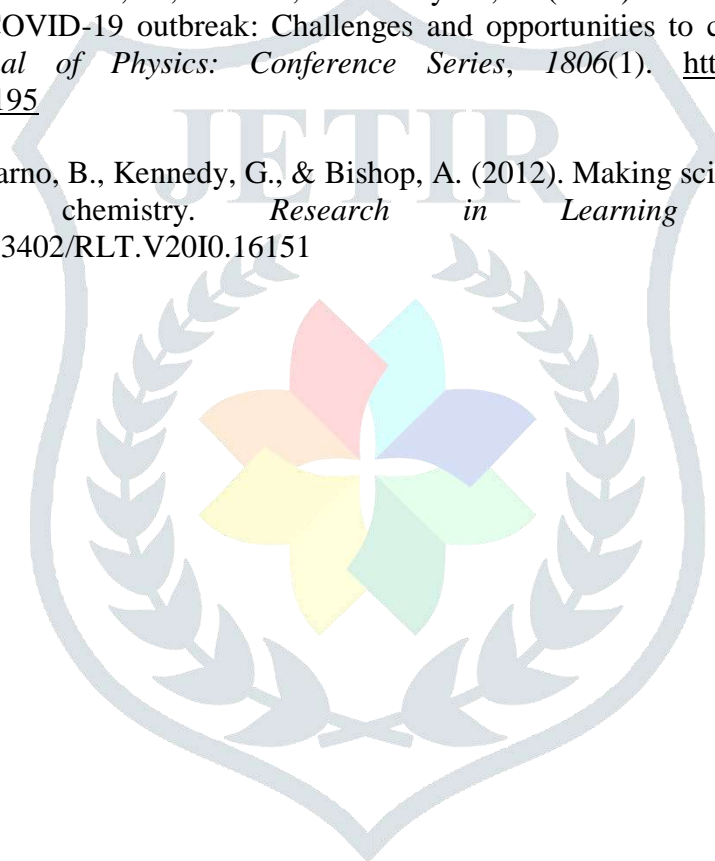 COVID-19 outbreak: Challenges and opportunities to c
al of Physics: Conference Series, 1806(1). htt
195
JETIR
arno, B., Kennedy, G., & Bishop, A. (2012). Making sci
chemistry. Research in Learning
3402/RLT.V20I0.16151